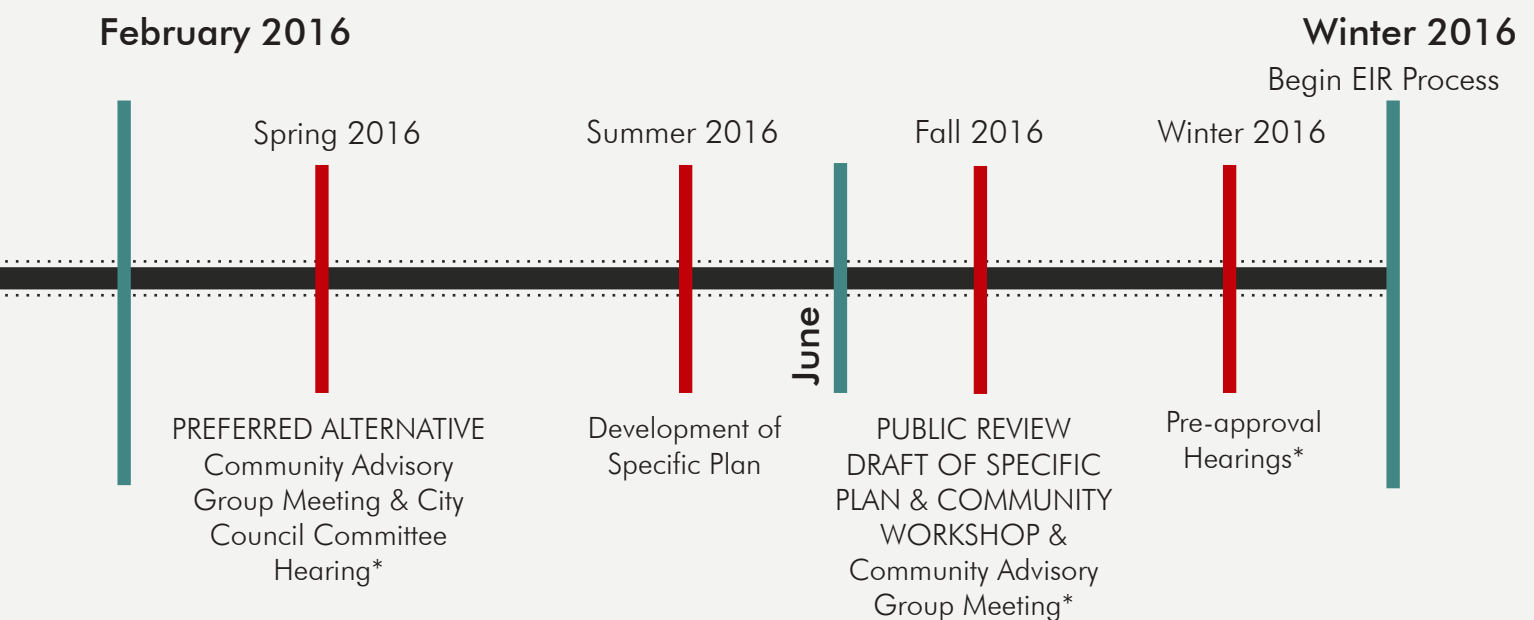 February 2016
Winter 2016
Begin EIR Process
Spring 2016
Summer 2016
Fall 2016
Winter 2016
June
PREFERRED ALTERNATIVE
Community Advisory
Group Meeting & City
Council Committee
Hearing*
Development of
Specific Plan
PUBLIC REVIEW
DRAFT OF SPECIFIC
PLAN & COMMUNITY
WORKSHOP &
Community Advisory
Group Meeting*
Pre-approval
Hearings*